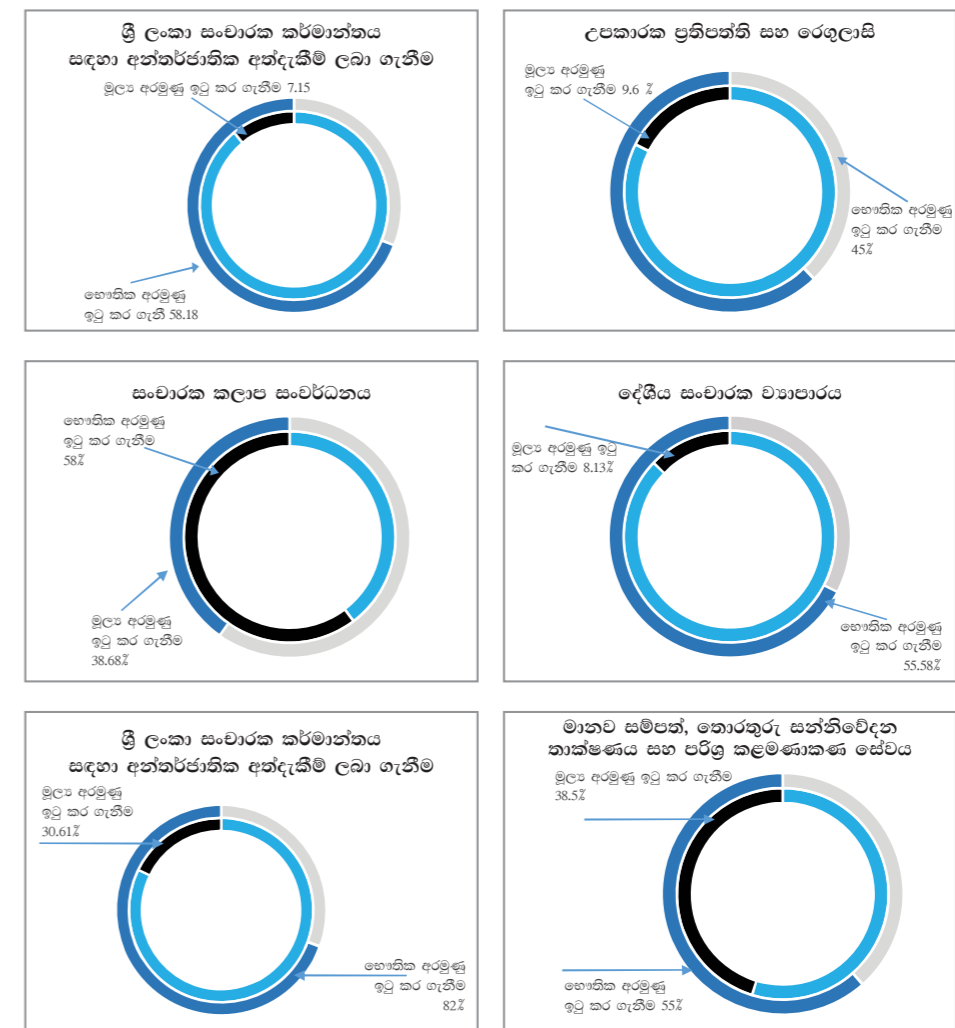 ශ්‍රී ලංකා සංචාරක කර්මාන්තය
සඳහා අන්තර්ජාතික අත්දැකීම් ලබා ගැනීම
මූල්‍ය අරමුණු ඉටු කර ගැනීම 7.15
භෞතික අරමුණු
ඉටු කර ගැනී 58.18
උපකාරක ප්‍රතිපත්ති සහ රෙගුලාසි
මූල්‍ය අරමුණු
ඉටු කර ගැනීම 9.6 %
භෞතික අරමුණු
ඉටු කර ගැනීම
45%
සංචාරක කලාප සංවර්ධනය
භෞතික අරමුණු
ඉටු කර ගැනීම
58%
මූල්‍ය අරමුණු
ඉටු කර ගැනීම
38.68%
දේශීය සංචාරක ව්‍යාපාරය
මූල්‍ය අරමුණු ඉටු
කර ගැනීම 8.13%
භෞතික අරමුණු
ඉටු කර ගැනීම
55.58%
ශ්‍රී ලංකා සංචාරක කර්මාන්තය
සඳහා අන්තර්ජාතික අත්දැකීම් ලබා ගැනීම
මූල්‍ය අරමුණු
ඉටු කර ගැනීම
30.61%
භෞතික අරමුණු
ඉටු කර ගැනීම
82%
මානව සම්පත්, තොරතුරු සන්නිවේදන
තාක්ෂණය සහ පරිශ්‍ර කළමණාකණ සේවය
මූල්‍ය අරමුණු ඉටු කර ගැනීම
38.5%
භෞතික අරමුණු
ඉටු කර ගැනීම 55%